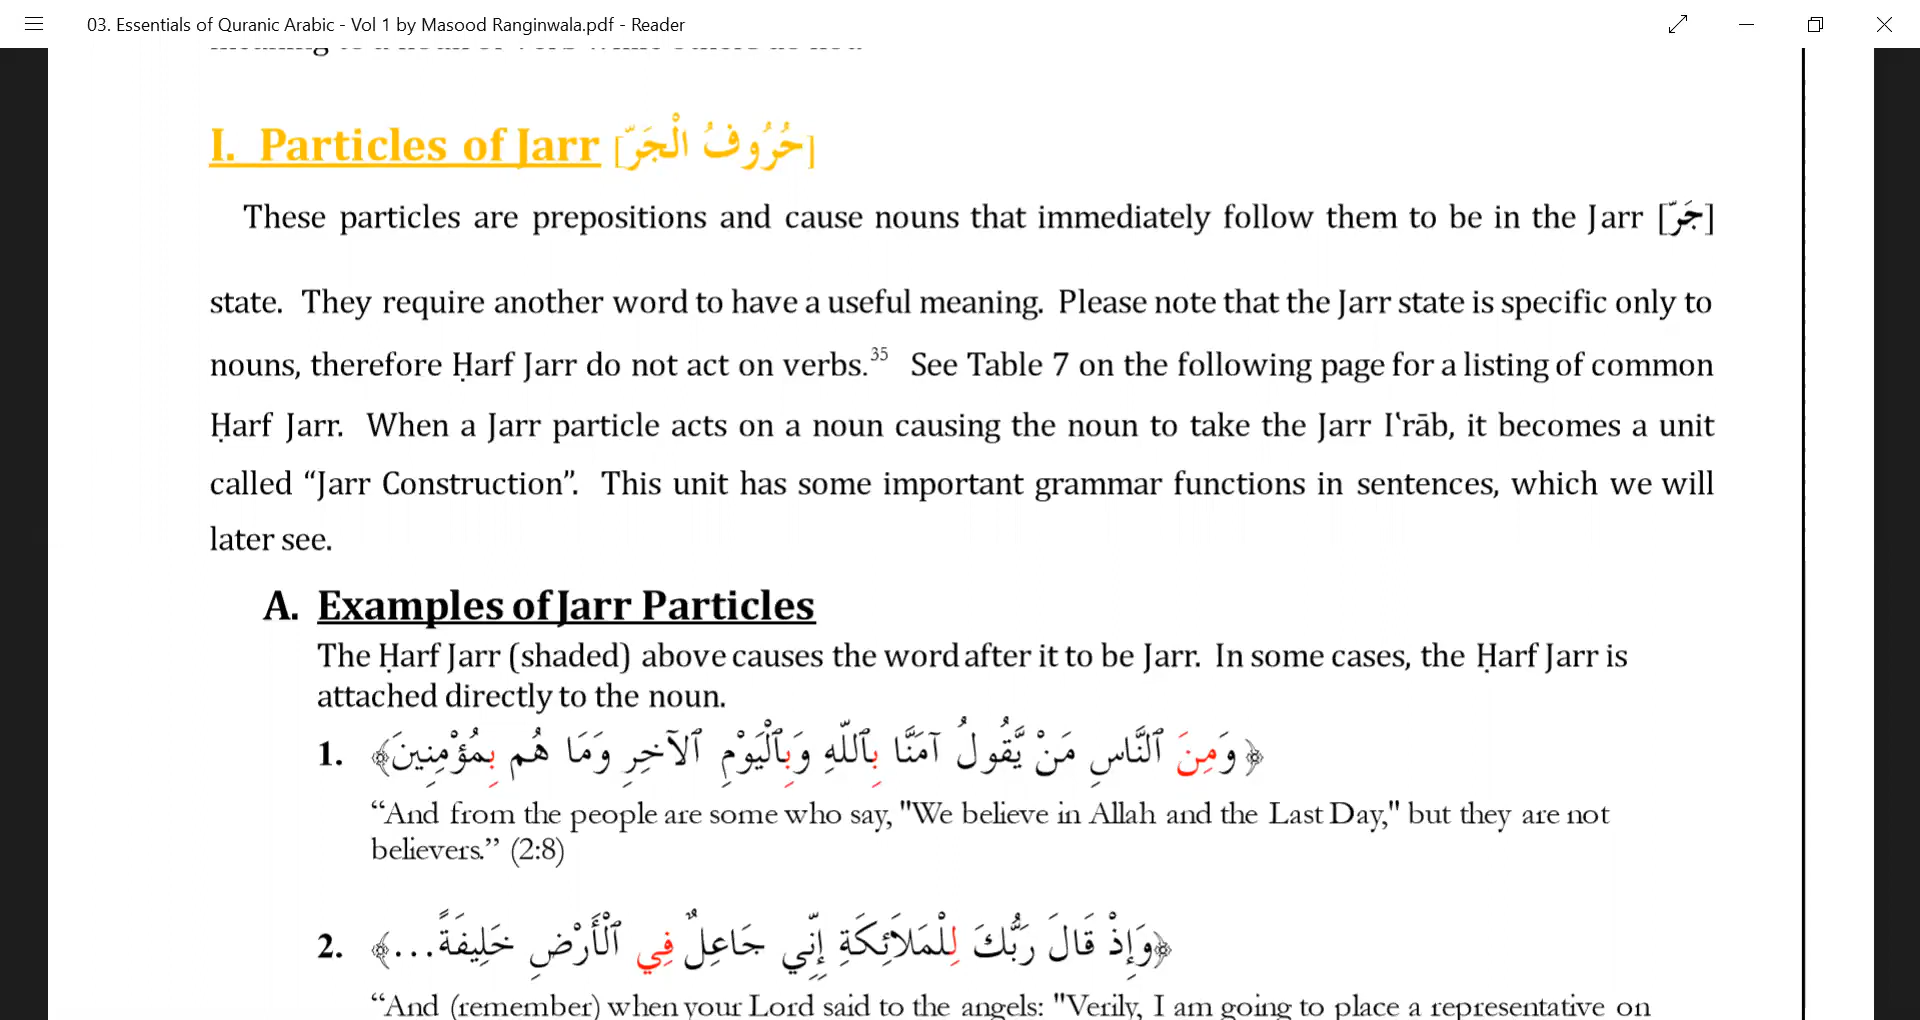 03. Essentials of Quranic Arabic - Vol 1 by Masood Ranginwala.pdf - Reader
I. Particles of Jarr [حُرُوفُ الْجَرّ]
These particles are prepositions and cause nouns that immediately follow them to be in the Jarr [جَرّ]
state. They require another word to have a useful meaning. Please note that the Jarr state is specific only to
nouns, therefore Ḥarf Jarr do not act on verbs.35 See Table 7 on the following page for a listing of common
Ḥarf Jarr. When a Jarr particle acts on a noun causing the noun to take the Jarr I‛rāb, it becomes a unit
called “Jarr Construction”. This unit has some important grammar functions in sentences, which we will
later see.
A. Examples of Jarr Particles
The Ḥarf Jarr (shaded) above causes the word after it to be Jarr. In some cases, the Ḥarf Jarr is
attached directly to the noun.
1. ﴿وَمِنَ ٱلنَّاسِ مَنْ يَّقُولُ آمَنَّا بِٱللّهِ وَبِٱلْيَوْمِ ٱلآخِرِ وَمَا هُم بِمُؤْمِنِينَ﴾
“And from the people are some who say, "We believe in Allah and the Last Day," but they are not
believers.” (2:8)
2. ﴿وَإِذْ قَالَ رَبُّكَ لِلْمَلاَئِكَةِ إِنِّي جَاعِلٌ فِي ٱلْأَرْضِ خَلِيفَةً...﴾
“And (remember) when your Lord said to the angels: "Verily, I am going to place a representative on